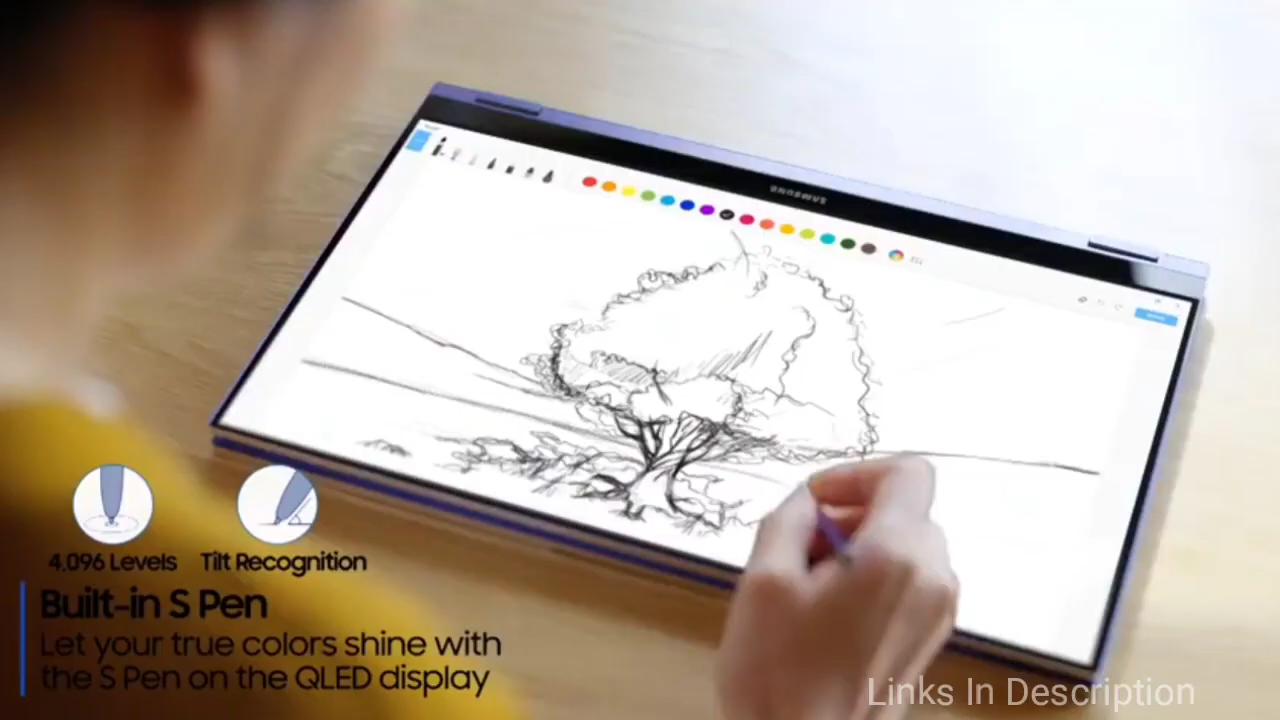 SAMSUNG
4,096 Levels
Tilt Recognition
Built-in S Pen
Let your true colors shine with
the S Pen on the QLED display
Links In Description